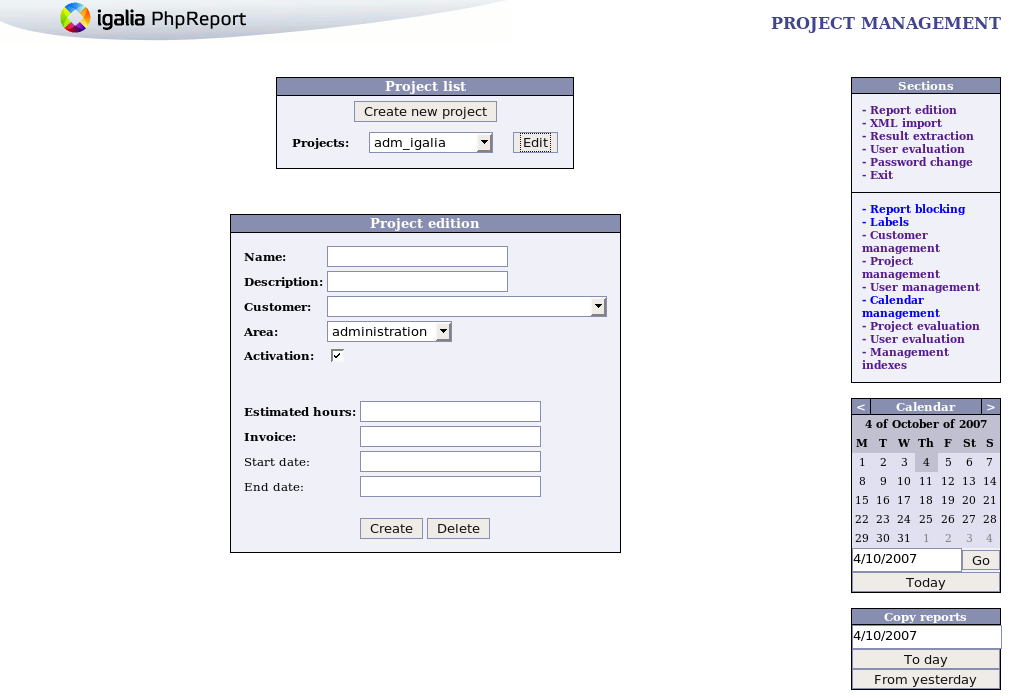 igalia PhpReport
PROJECT MANAGEMENT
Project list
Create new project
Projects: adm_igalia Edit
Project edition
Name:
Description:
Customer:
Area: administration
Activation:
Estimated hours:
Invoice:
Start date:
End date:
Create Delete
Sections
- Report edition
- XML import
- Result extraction
- User evaluation
- Password change
- Exit
- Report blocking
- Labels
- Customer
management
- Project
management
- User management
- Calendar
management
- Project evaluation
- User evaluation
- Management
indexes
< Calendar >
4 of October of 2007
M T W Th F St S
1 2 3 4 5 6 7
8 9 10 11 12 13 14
15 16 17 18 19 20 21
22 23 24 25 26 27 28
29 30 31 1 2 3 4
4/10/2007 Go
Today
Copy reports
4/10/2007
To day
From yesterday